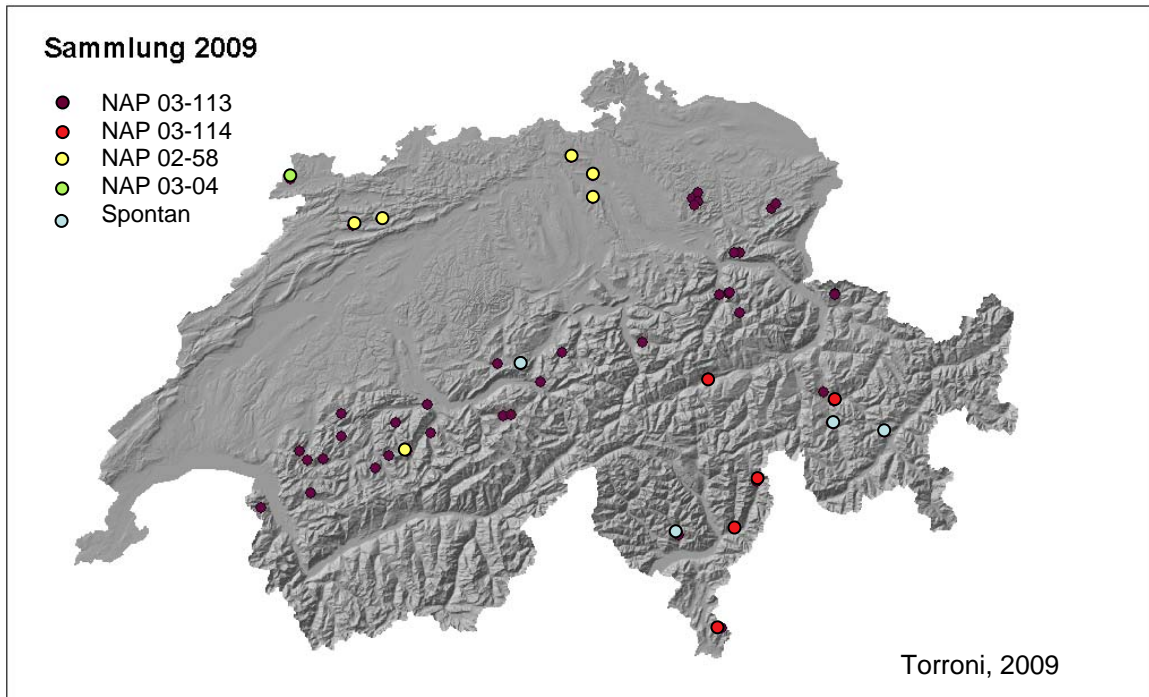 Sammlung 2009
NAP 03-113
NAP 03-114
NAP 02-58
NAP 03-04
Spontan
Torroni, 2009